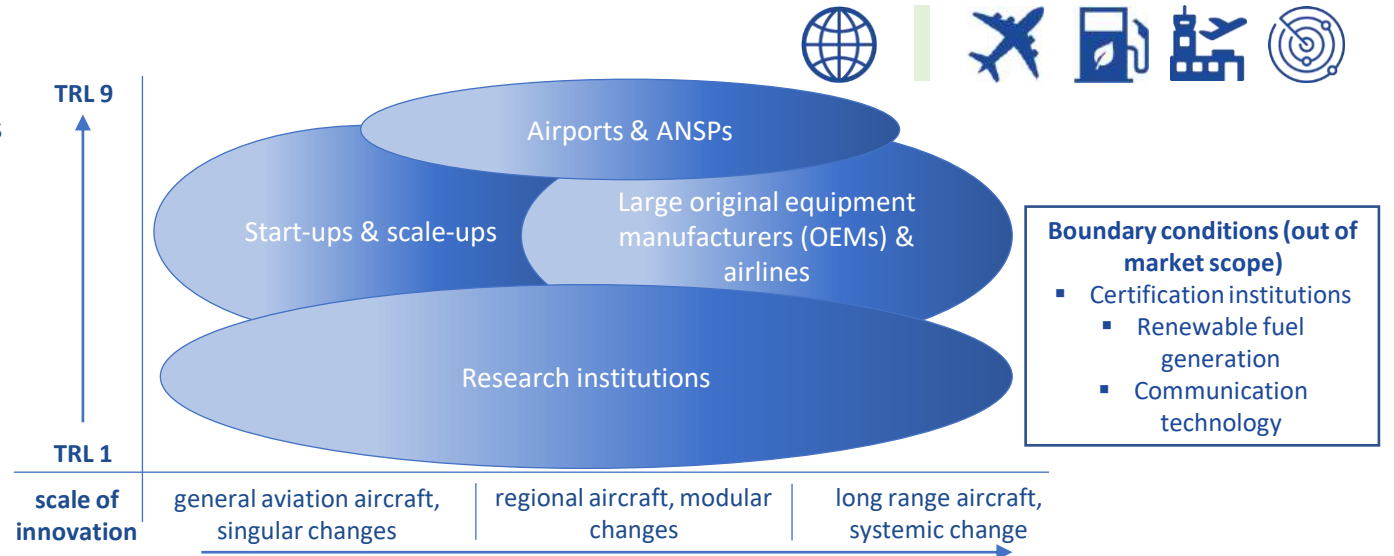 TRL 9
s
Airports & ANSPs
Start-ups & scale-ups
Large original equipment
manufacturers (OEMs) &
airlines
Research institutions
TRL 1
Boundary conditions (out of
market scope)
▪ Certification institutions
▪ Renewable fuel
generation
▪ Communication
technology
scale of
innovation
general aviation aircraft,
singular changes
regional aircraft, modular
changes
long range aircraft,
systemic change